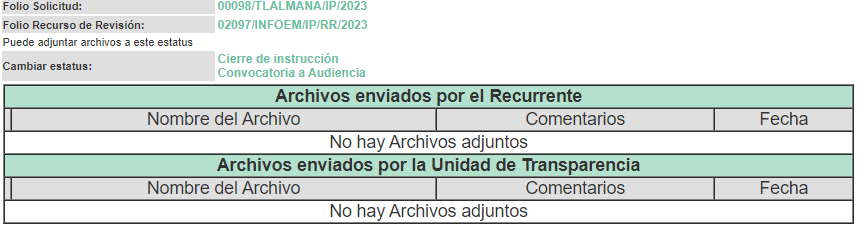 Folio Solicitud: 00098/TLALMANA/IP/2023
Folio Recurso de Revisión: 02097/INFOEM/IP/RR/2023
Puede adjuntar archivos a este estatus
Cambiar estatus: Cierre de instrucción
Convocatoria a Audiencia
Archivos enviados por el Recurrente
Nombre del Archivo Comentarios Fecha
No hay Archivos adjuntos
Archivos enviados por la Unidad de Transparencia
Nombre del Archivo Comentarios Fecha
No hay Archivos adjuntos